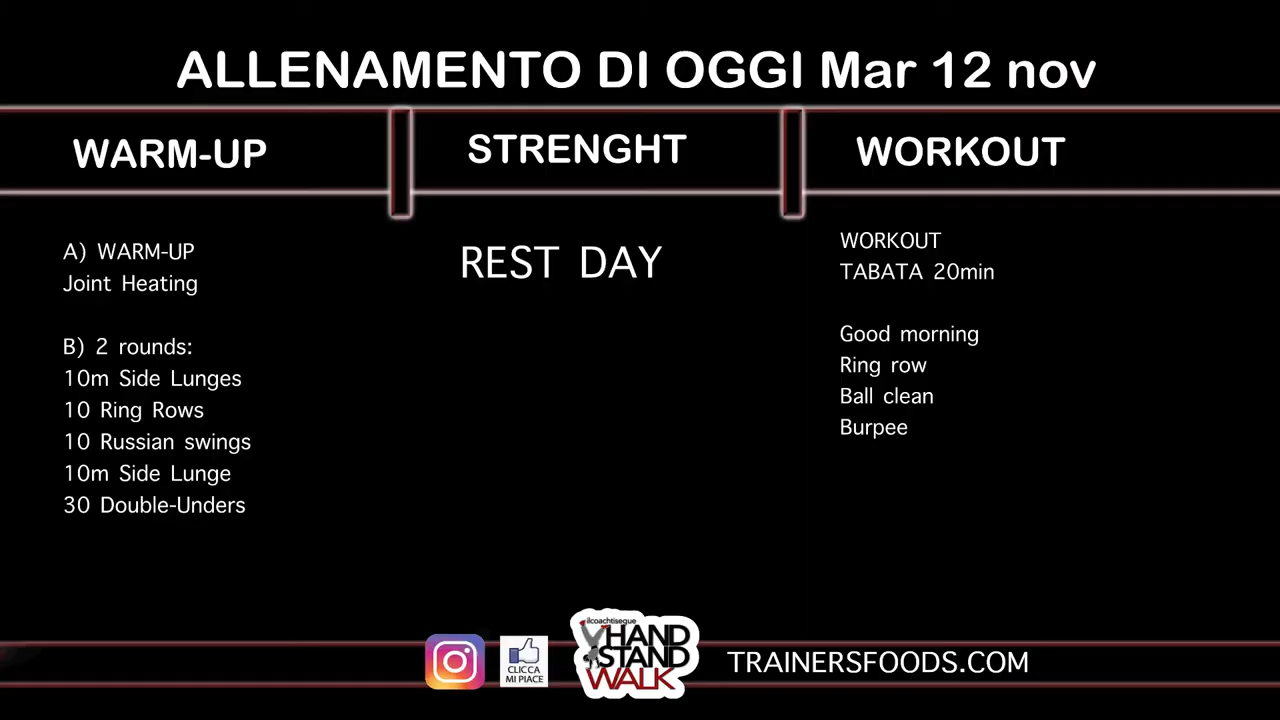 ALLENAMENTO DI OGGI Mar 12 nov
WARM-UP
STRENGHT
WORKOUT
A) WARM-UP
Joint Heating
B) 2 rounds:
10m Side Lunges
10 Ring Rows
10 Russian swings
10m Side Lunge
30 Double-Unders
REST DAY
WORKOUT
TABATA 20min
Good morning
Ring row
Ball clean
Burpee
CLICCA
MI PIACE
ilcoachtisegue
HAND
STAND
WALK
TRAINERSFOODS.COM